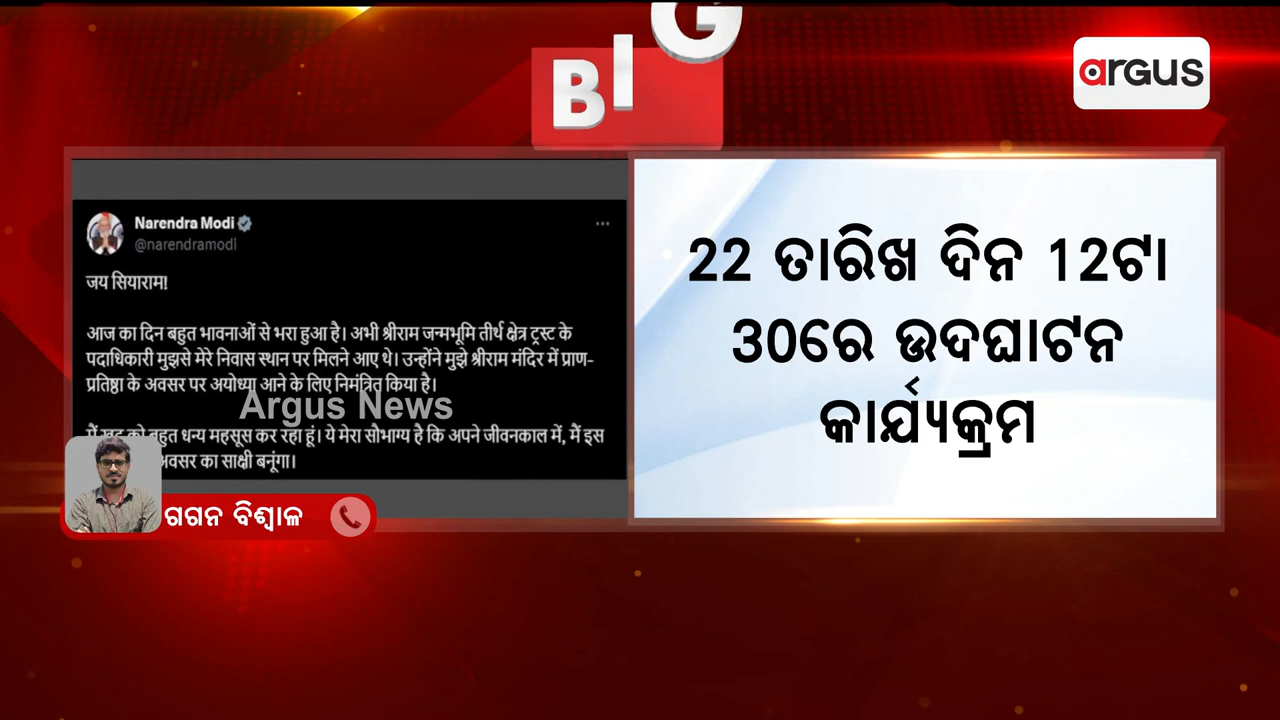 BIG
argus
Narendra Modi
@narendramodi
जय सियाराम!
आज का दिन बहुत भावनाओं से भरा हुआ है। अभी श्रीराम जन्मभूमि तीर्थ क्षेत्र ट्रस्ट के
पदाधिकारी मुझसे मेरे निवास स्थान पर मिलने आए थे। उन्होंने मुझे श्रीराम मंदिर में प्राण-
प्रतिष्ठा के अवसर पर अयोध्या आने के लिए निमंत्रित किया है।
Argus News
मैं खुद को बहुत धन्य महसूस कर रहा हूं। ये मेरा सौभाग्य है कि अपने जीवनकाल में, मैं इस
अवसर का साक्षी बनूंगा।
ଗଗନ ବିଶ୍ୱାଳ
22 ତାରିଖ ଦିନ 12ଟା
30ରେ ଉଦଘାଟନ
କାର୍ଯ୍ୟକ୍ରମ